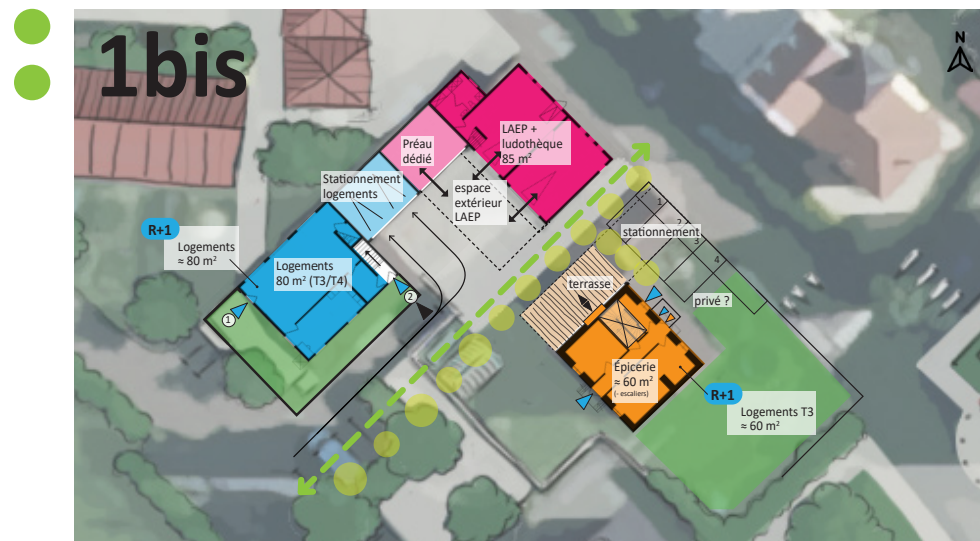 1bis
N
Préau
dédié
LAEP +
ludothèque
85 m²
Stationnement
logements
espace
extérieur
LAEP
R+1
Logements
≈ 80 m²
Logements
80 m² (T3/T4)
1
2
1
2
3
4
stationnement
terrasse
privé ?
Épicerie
≈ 60 m²
(- escaliers)
R+1
Logements T3
≈ 60 m²